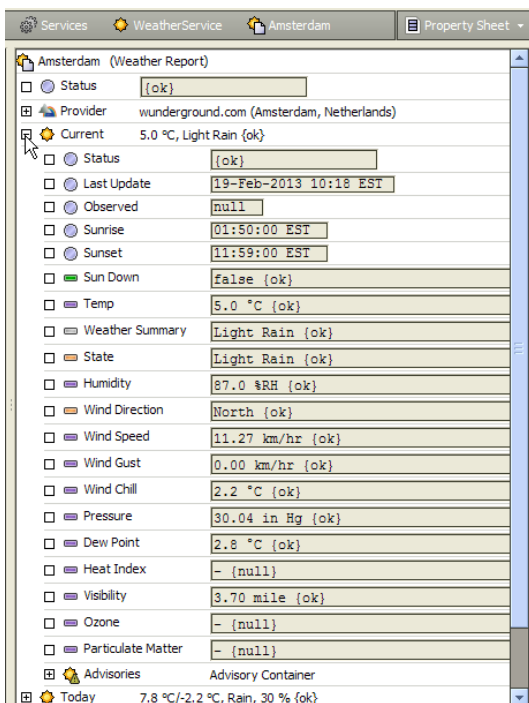 Services WeatherService Amsterdam Property Sheet
Amsterdam (Weather Report)
Status {ok}
Provider wunderground.com (Amsterdam, Netherlands)
Current 5.0 °C, Light Rain {ok}
Status {ok}
Last Update 19-Feb-2013 10:18 EST
Observed null
Sunrise 01:50:00 EST
Sunset 11:59:00 EST
Sun Down false {ok}
Temp 5.0 °C {ok}
Weather Summary Light Rain {ok}
State Light Rain {ok}
Humidity 87.0 %RH {ok}
Wind Direction North {ok}
Wind Speed 11.27 km/hr {ok}
Wind Gust 0.00 km/hr {ok}
Wind Chill 2.2 °C {ok}
Pressure 30.04 in Hg {ok}
Dew Point 2.8 °C {ok}
Heat Index - {null}
Visibility 3.70 mile {ok}
Ozone - {null}
Particulate Matter - {null}
Advisories Advisory Container
Today 7.8 °C/-2.2 °C, Rain, 30 % {ok}